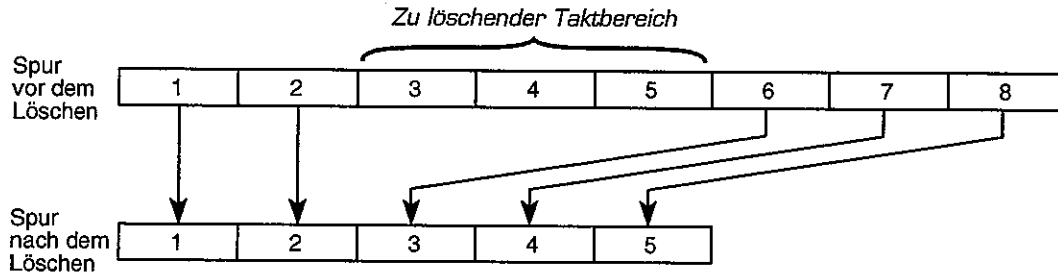 Zu löschender Taktbereich
Spur
vor dem
Löschen
1 2 3 4 5 6 7 8
Spur
nach dem
Löschen
1 2 3 4 5